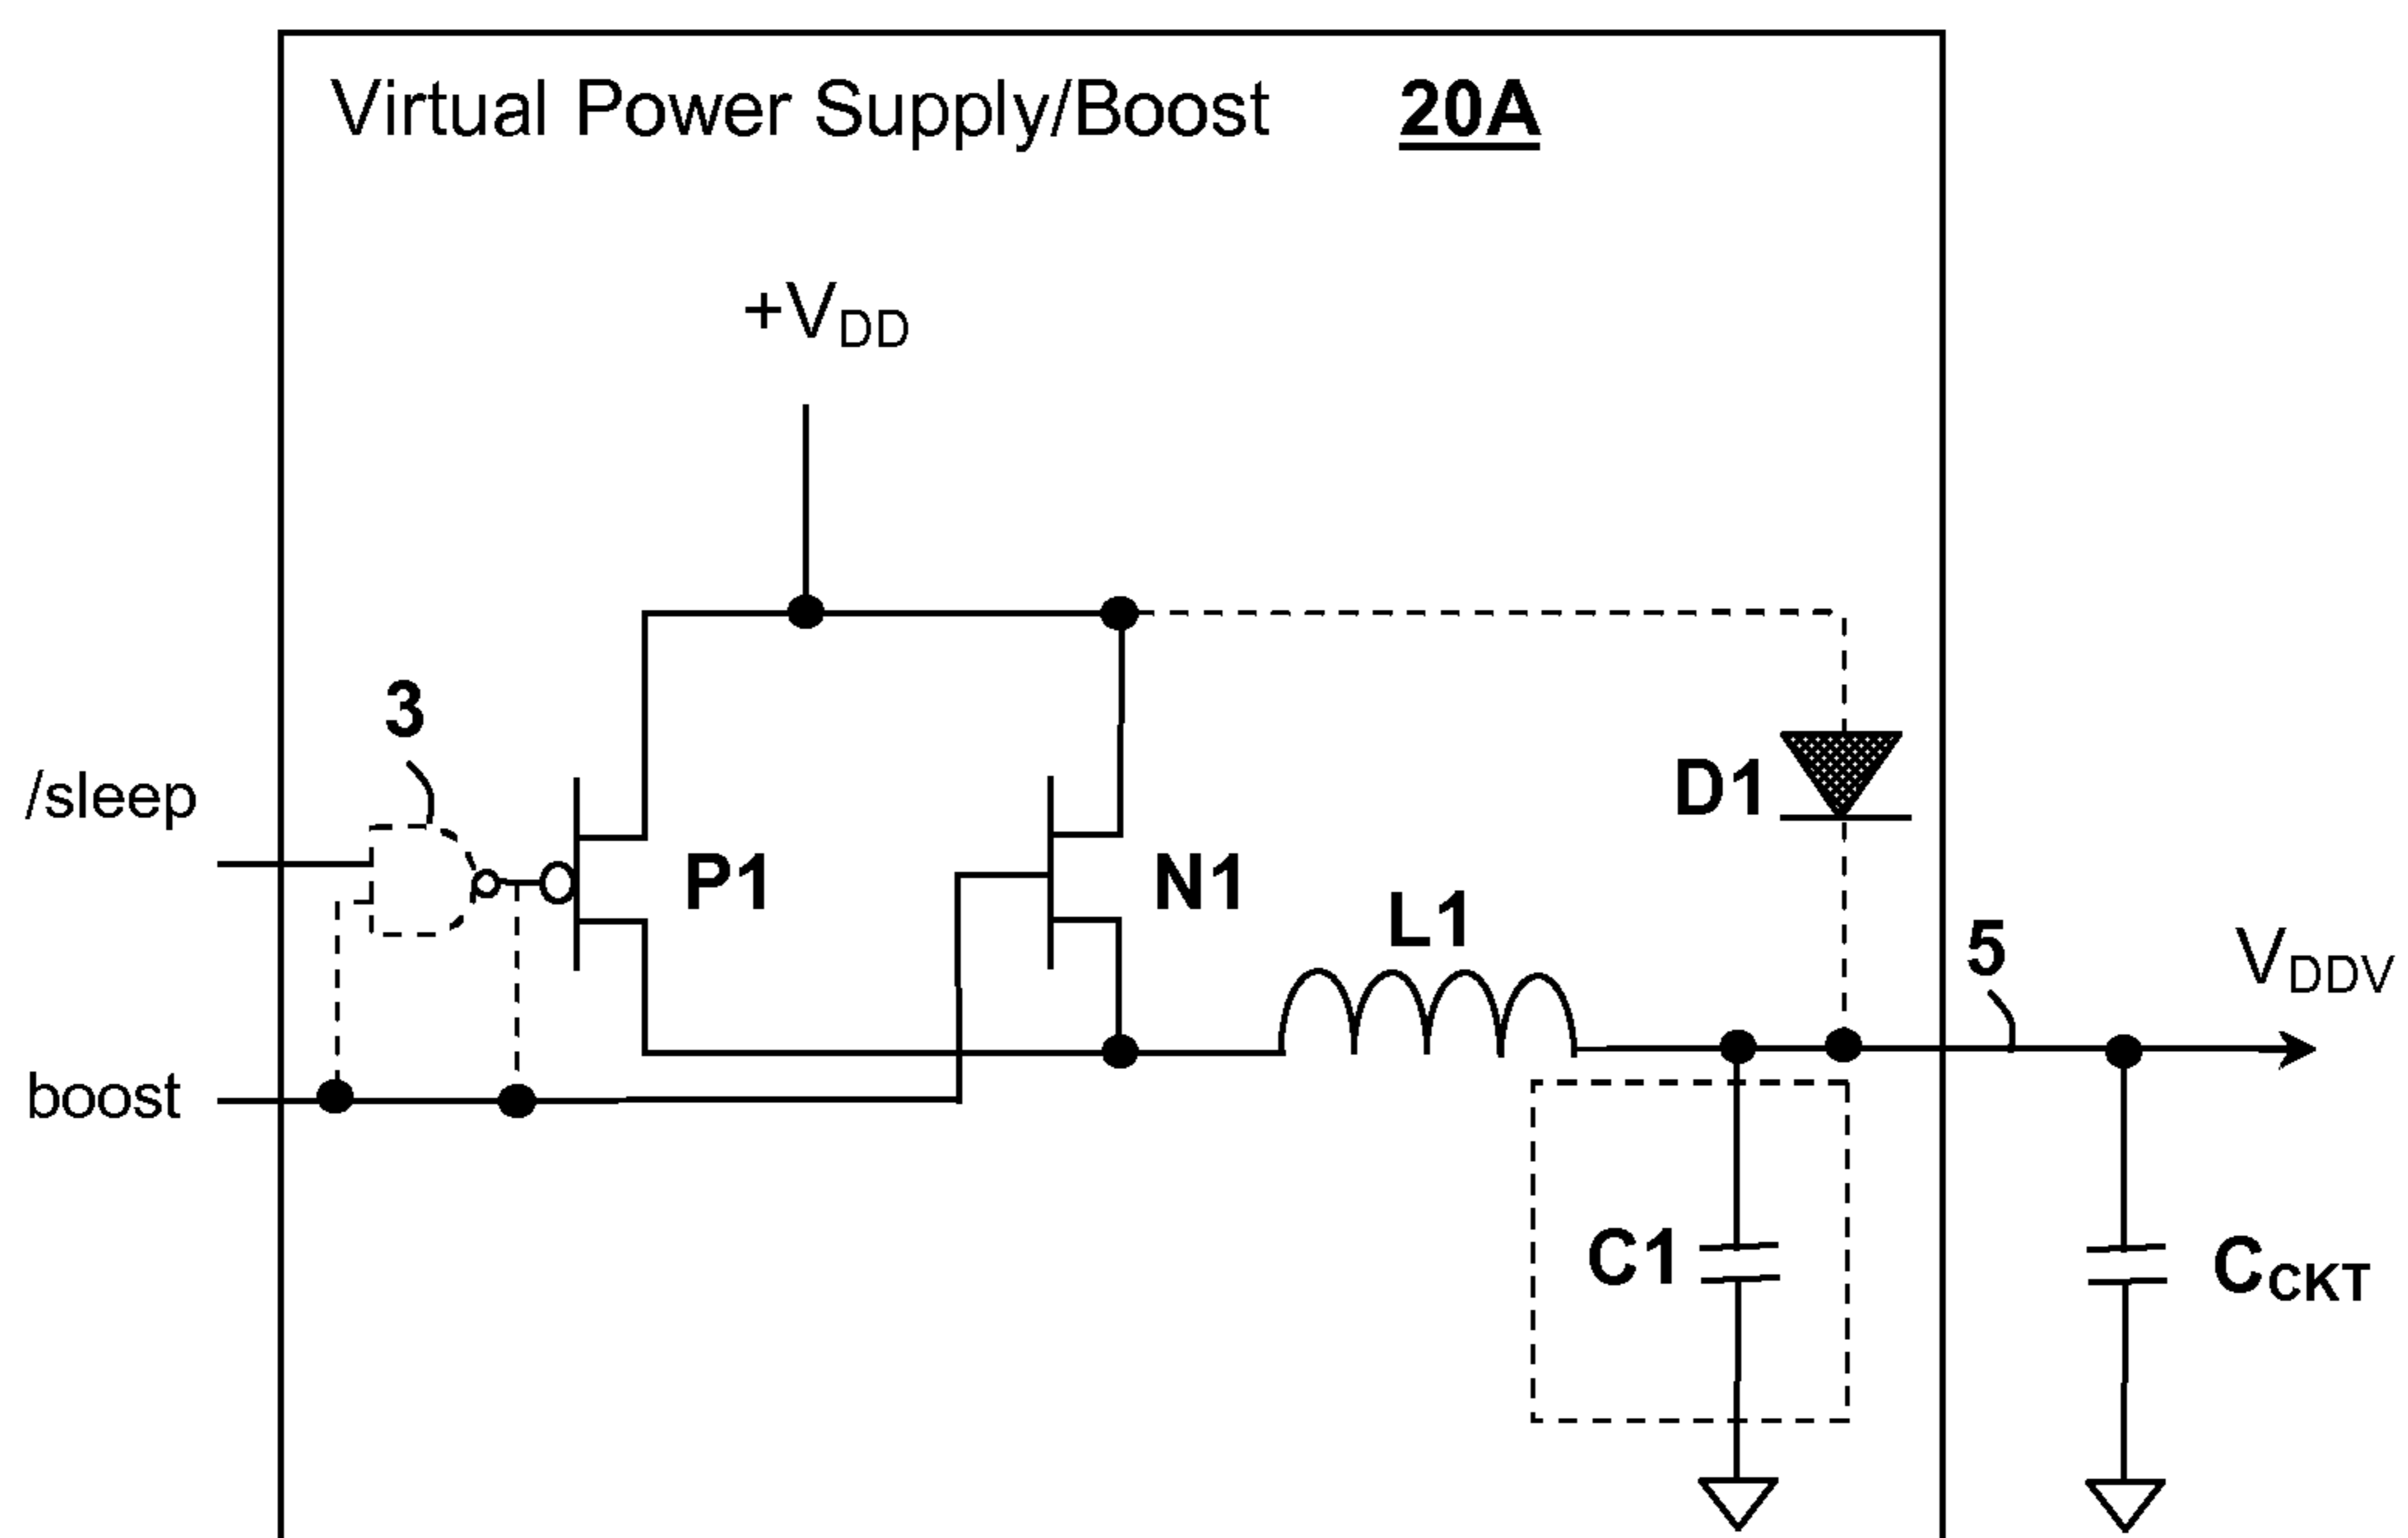 Virtual Power Supply/Boost 20A
+VDD
3
/sleep
P1
N1
D1
L1
5
VDDV
boost
C1
CCKT